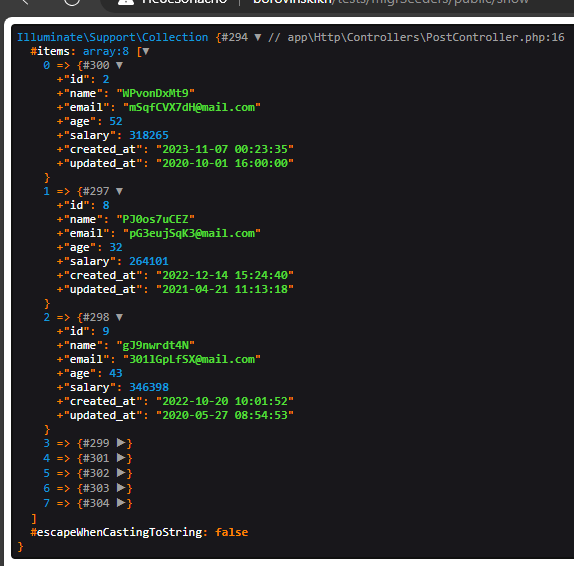 borovinskikh/tests/migrSeeders/public/show
Illuminate\Support\Collection {#294 ▼ // app\Http\Controllers\PostController.php:16
#items: array:8 [▼
0 => {#300 ▼
+"id": 2
+"name": "WPvonDxMt9"
+"email": "mSqfCVX7dH@mail.com"
+"age": 52
+"salary": 318265
+"created_at": "2023-11-07 00:23:35"
+"updated_at": "2020-10-01 16:00:00"
}
1 => {#297 ▼
+"id": 8
+"name": "PJ0os7uCEZ"
+"email": "pG3eujSqK3@mail.com"
+"age": 32
+"salary": 264101
+"created_at": "2022-12-14 15:24:40"
+"updated_at": "2021-04-21 11:13:18"
}
2 => {#298 ▼
+"id": 9
+"name": "gJ9nwrdt4N"
+"email": "301lGpLfSX@mail.com"
+"age": 43
+"salary": 346398
+"created_at": "2022-10-20 10:01:52"
+"updated_at": "2020-05-27 08:54:53"
}
3 => {#299 ▶}
4 => {#301 ▶}
5 => {#302 ▶}
6 => {#303 ▶}
7 => {#304 ▶}
]
#escapeWhenCastingToString: false
}